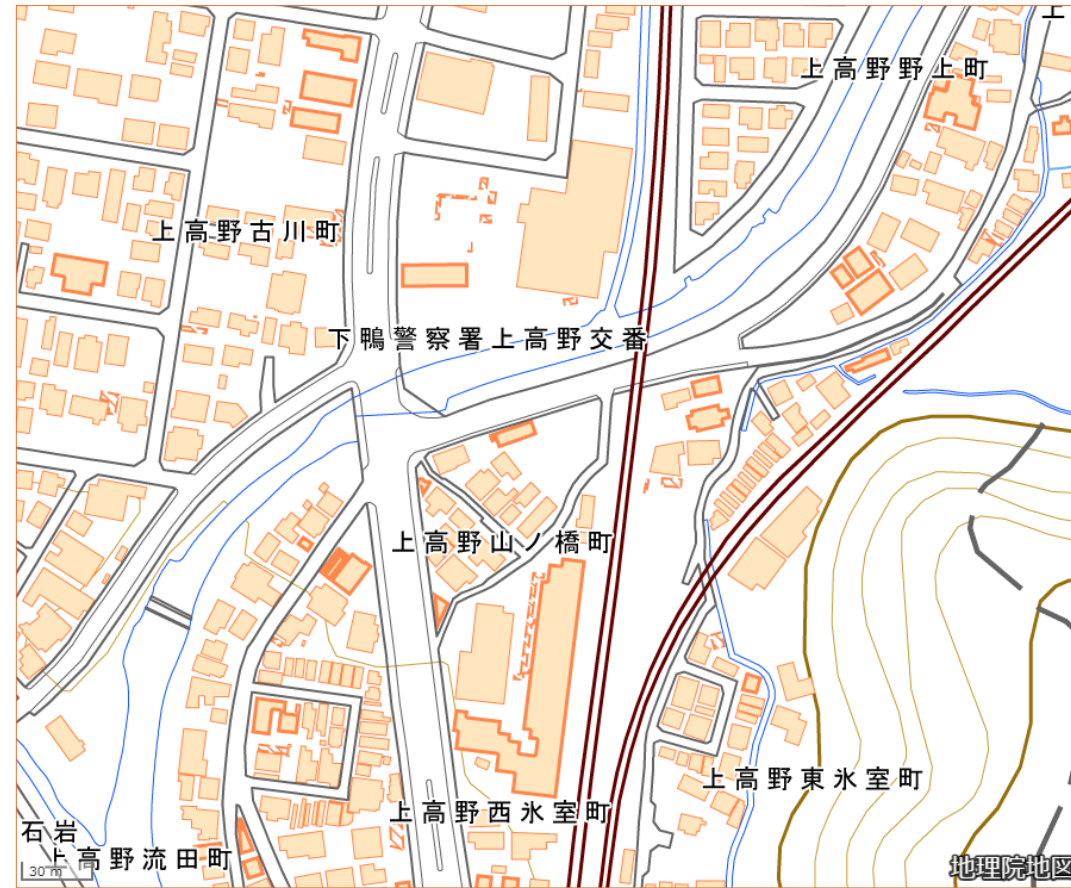 上
上高野野上町
上高野古川町
下鴨警察署上高野交番
上高野山ノ橋町
上高野東氷室町
上高野西氷室町
石岩
上高野流田町
30 m
地理院地図